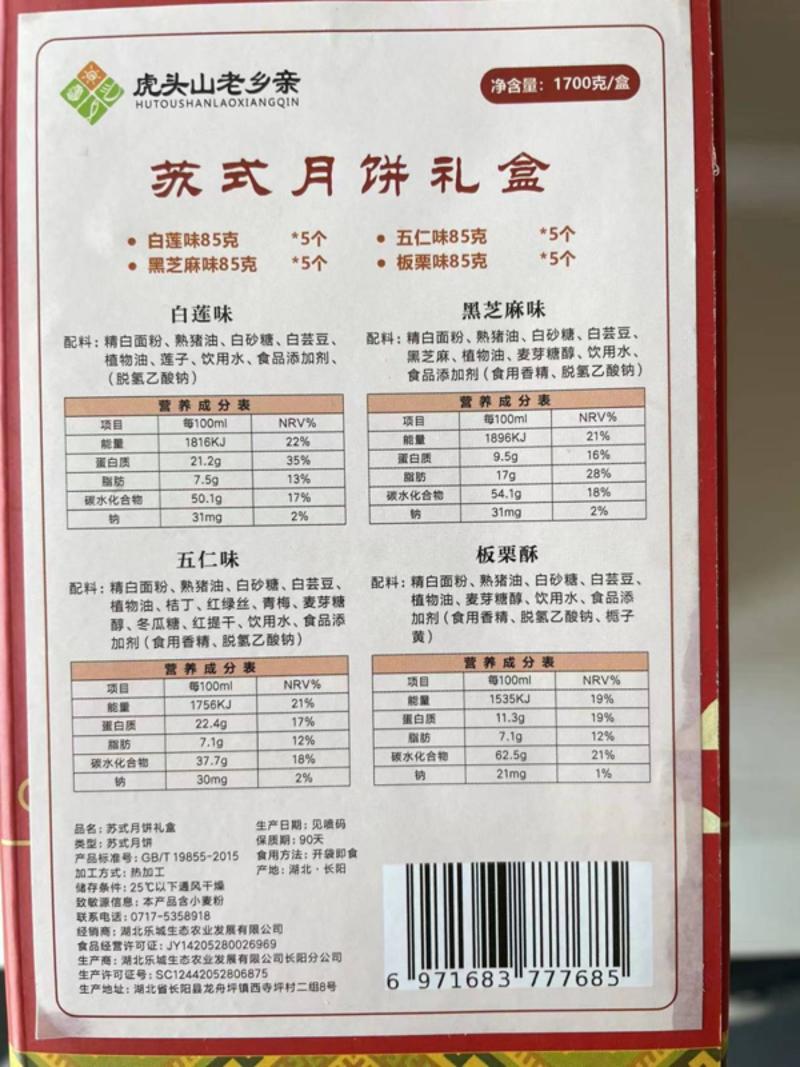 虎头山老乡亲
HUTOUSHANLAOXIANGQIN
净含量：1700克/盒
苏式月饼礼盒
• 白莲味85克 *5个
• 五仁味85克 *5个
• 黑芝麻味85克 *5个
• 板栗味85克 *5个
白莲味
配料：精白面粉、熟猪油、白砂糖、白芸豆、
植物油、莲子、饮用水、食品添加剂、
（脱氢乙酸钠）
营养成分表
项目 每100ml NRV%
能量 1816KJ 22%
蛋白质 21.2g 35%
脂肪 7.5g 13%
碳水化合物 50.1g 17%
钠 31mg 2%
黑芝麻味
配料：精白面粉、熟猪油、白砂糖、白芸豆、
黑芝麻、植物油、麦芽糖醇、饮用水、
食品添加剂（食用香精、脱氢乙酸钠）
营养成分表
项目 每100ml NRV%
能量 1896KJ 21%
蛋白质 9.5g 16%
脂肪 17g 28%
碳水化合物 54.1g 18%
钠 31mg 2%
五仁味
配料：精白面粉、熟猪油、白砂糖、白芸豆、
植物油、桔丁、红绿丝、青梅、麦芽糖
醇、冬瓜糖、红提干、饮用水、食品添
加剂（食用香精、脱氢乙酸钠）
营养成分表
项目 每100ml NRV%
能量 1756KJ 21%
蛋白质 22.4g 17%
脂肪 7.1g 12%
碳水化合物 37.7g 18%
钠 30mg 2%
板栗酥
配料：精白面粉、熟猪油、白砂糖、白芸豆、
植物油、麦芽糖醇、饮用水、食品添
加剂（食用香精、脱氢乙酸钠、栀子
黄）
营养成分表
项目 每100ml NRV%
能量 1535KJ 19%
蛋白质 11.3g 19%
脂肪 7.1g 12%
碳水化合物 62.5g 21%
钠 21mg 1%
品名：苏式月饼礼盒
类型：苏式月饼
产品标准号：GB/T 19855-2015
加工方式：热加工
储存条件：25℃以下通风干燥
致敏源信息：本产品含小麦粉
联系电话：0717-5358918
经销商：湖北乐城生态农业发展有限公司
食品经营许可证：JY14205280026969
生产商：湖北乐城生态农业发展有限公司长阳分公司
生产许可证号：SC12442052806875
生产地址：湖北省长阳县龙舟坪镇西寺坪村二组8号
生产日期：见喷码
保质期：90天
食用方法：开袋即食
产地：湖北·长阳
6 971683 777685